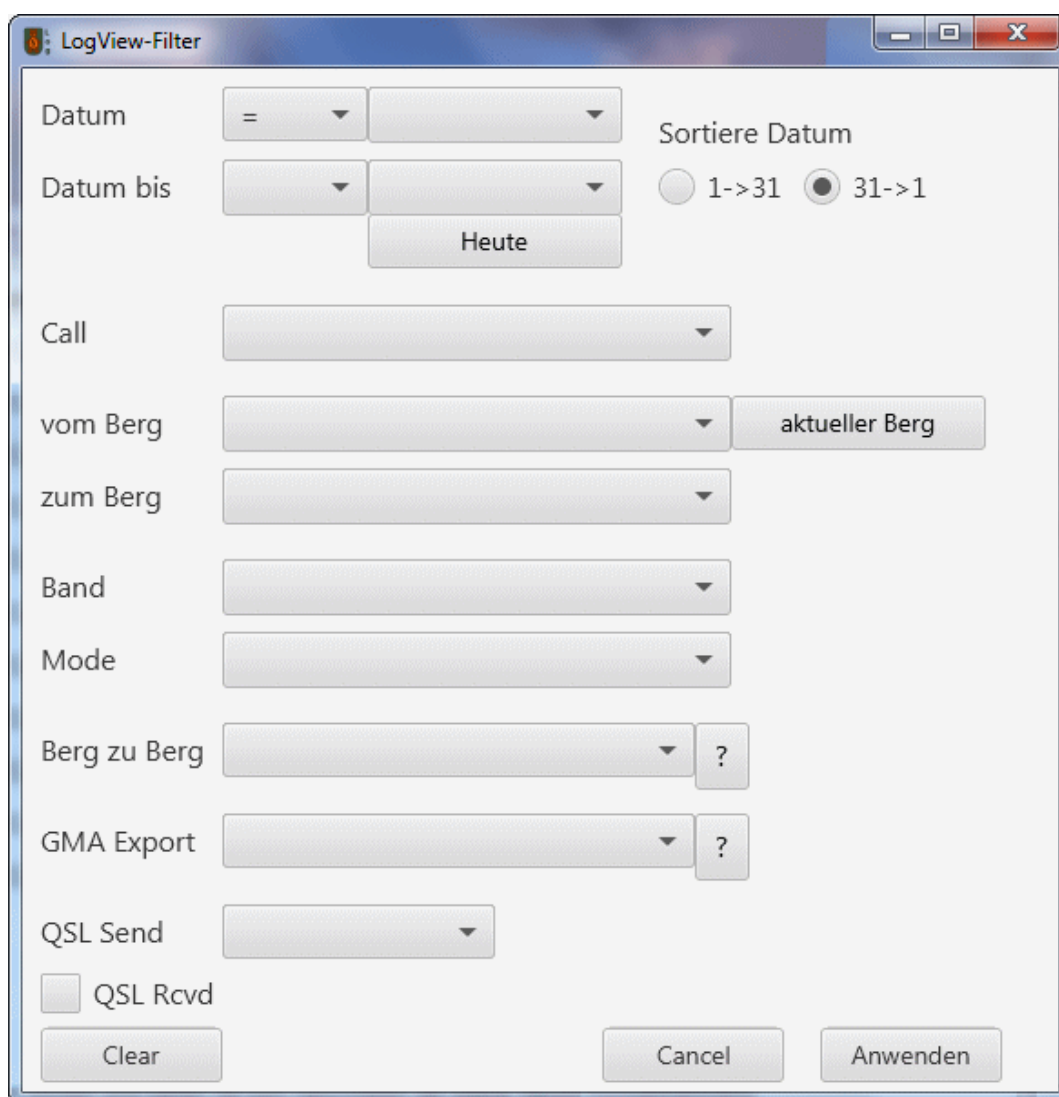 LogView-Filter
Datum = Sortiere Datum
Datum bis 1->31 31->1
Heute
Call
vom Berg aktueller Berg
zum Berg
Band
Mode
Berg zu Berg ?
GMA Export ?
QSL Send
QSL Rcvd
Clear Cancel Anwenden